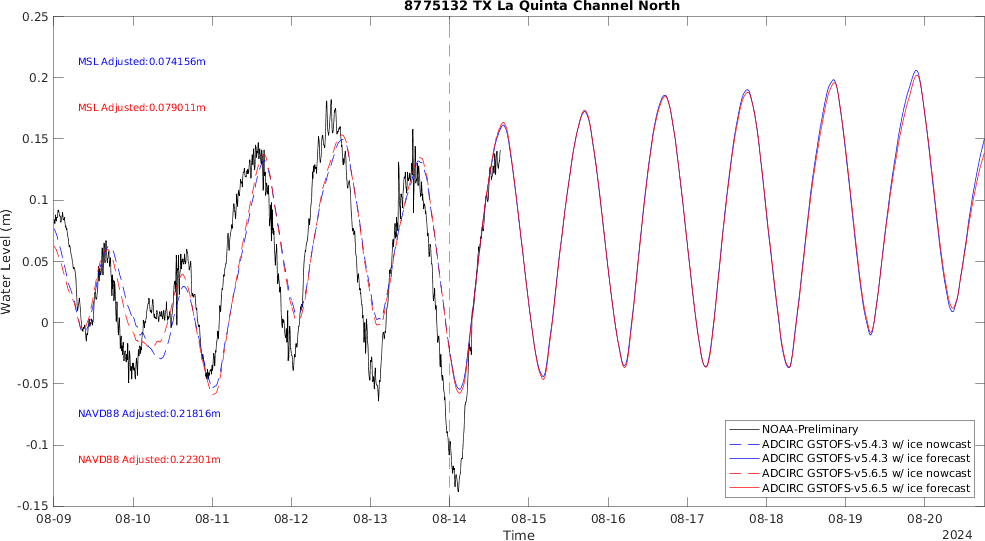 8775132 TX La Quinta Channel North
0.25
0.2
0.15
0.1
0.05
0
-0.05
-0.1
-0.15
Water Level (m)
MSL Adjusted:0.074156m
MSL Adjusted:0.079011m
NAVD88 Adjusted:0.21816m
NAVD88 Adjusted:0.22301m
NOAA-Preliminary
ADCIRC GSTOFS-v5.4.3 w/ ice nowcast
ADCIRC GSTOFS-v5.4.3 w/ ice forecast
ADCIRC GSTOFS-v5.6.5 w/ ice nowcast
ADCIRC GSTOFS-v5.6.5 w/ ice forecast
08-09 08-10 08-11 08-12 08-13 08-14 08-15 08-16 08-17 08-18 08-19 08-20
Time
2024